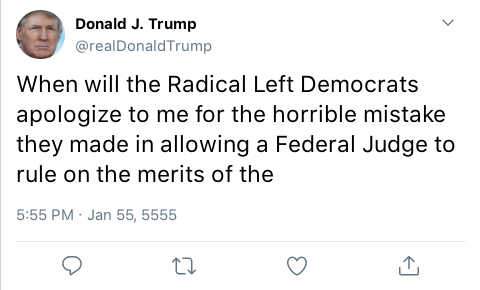 Donald J. Trump
@realDonaldTrump
When will the Radical Left Democrats
apologize to me for the horrible mistake
they made in allowing a Federal Judge to
rule on the merits of the
5:55 PM · Jan 55, 5555